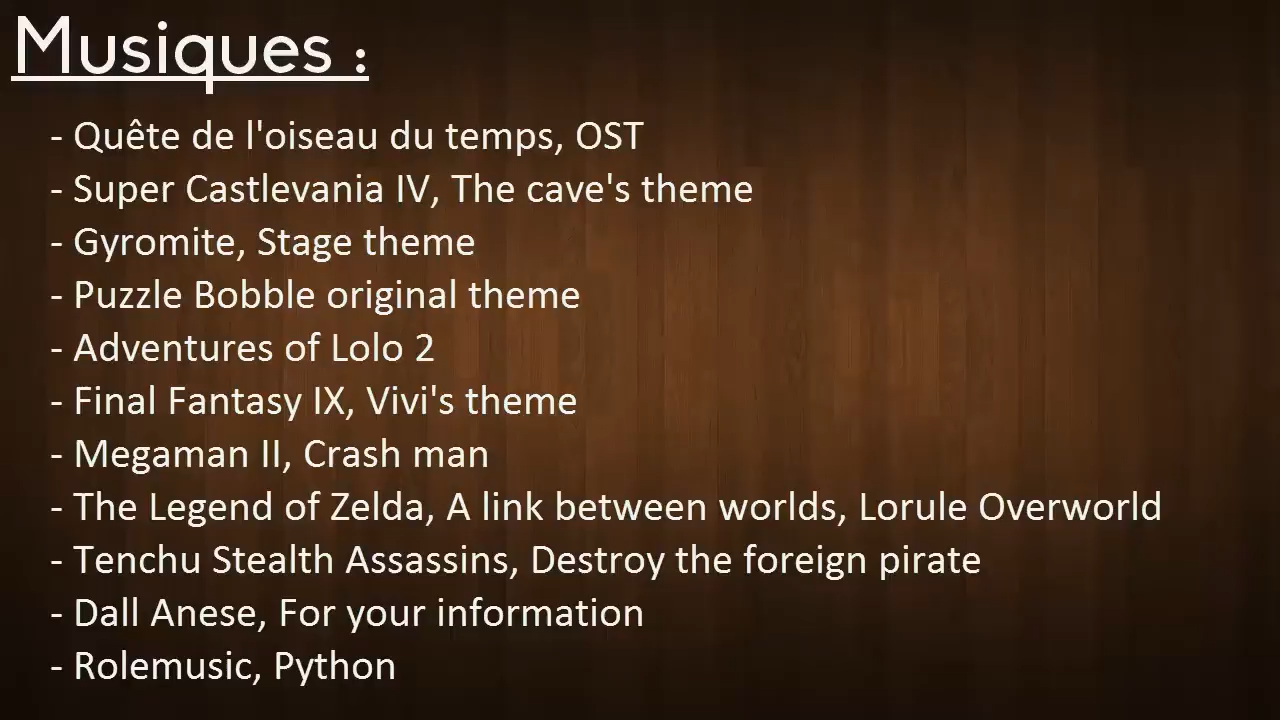 Musiques :
- Quête de l'oiseau du temps, OST
- Super Castlevania IV, The cave's theme
- Gyromite, Stage theme
- Puzzle Bobble original theme
- Adventures of Lolo 2
- Final Fantasy IX, Vivi's theme
- Megaman II, Crash man
- The Legend of Zelda, A link between worlds, Lorule Overworld
- Tenchu Stealth Assassins, Destroy the foreign pirate
- Dall Anese, For your information
- Rolemusic, Python